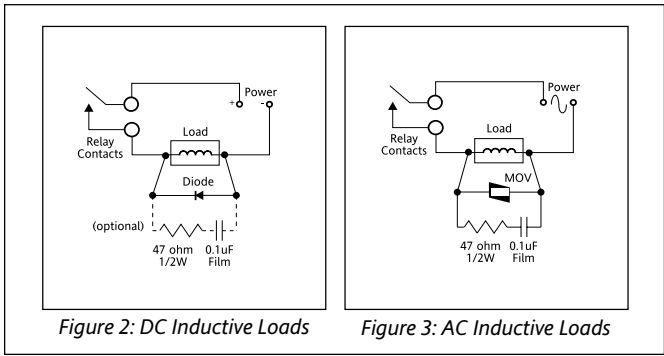 Power
+ -
Relay
Contacts
Load
Diode
(optional)
47 ohm
1/2W
0.1uF
Film
Figure 2: DC Inductive Loads
Power
Relay
Contacts
Load
MOV
47 ohm
1/2W
0.1uF
Film
Figure 3: AC Inductive Loads